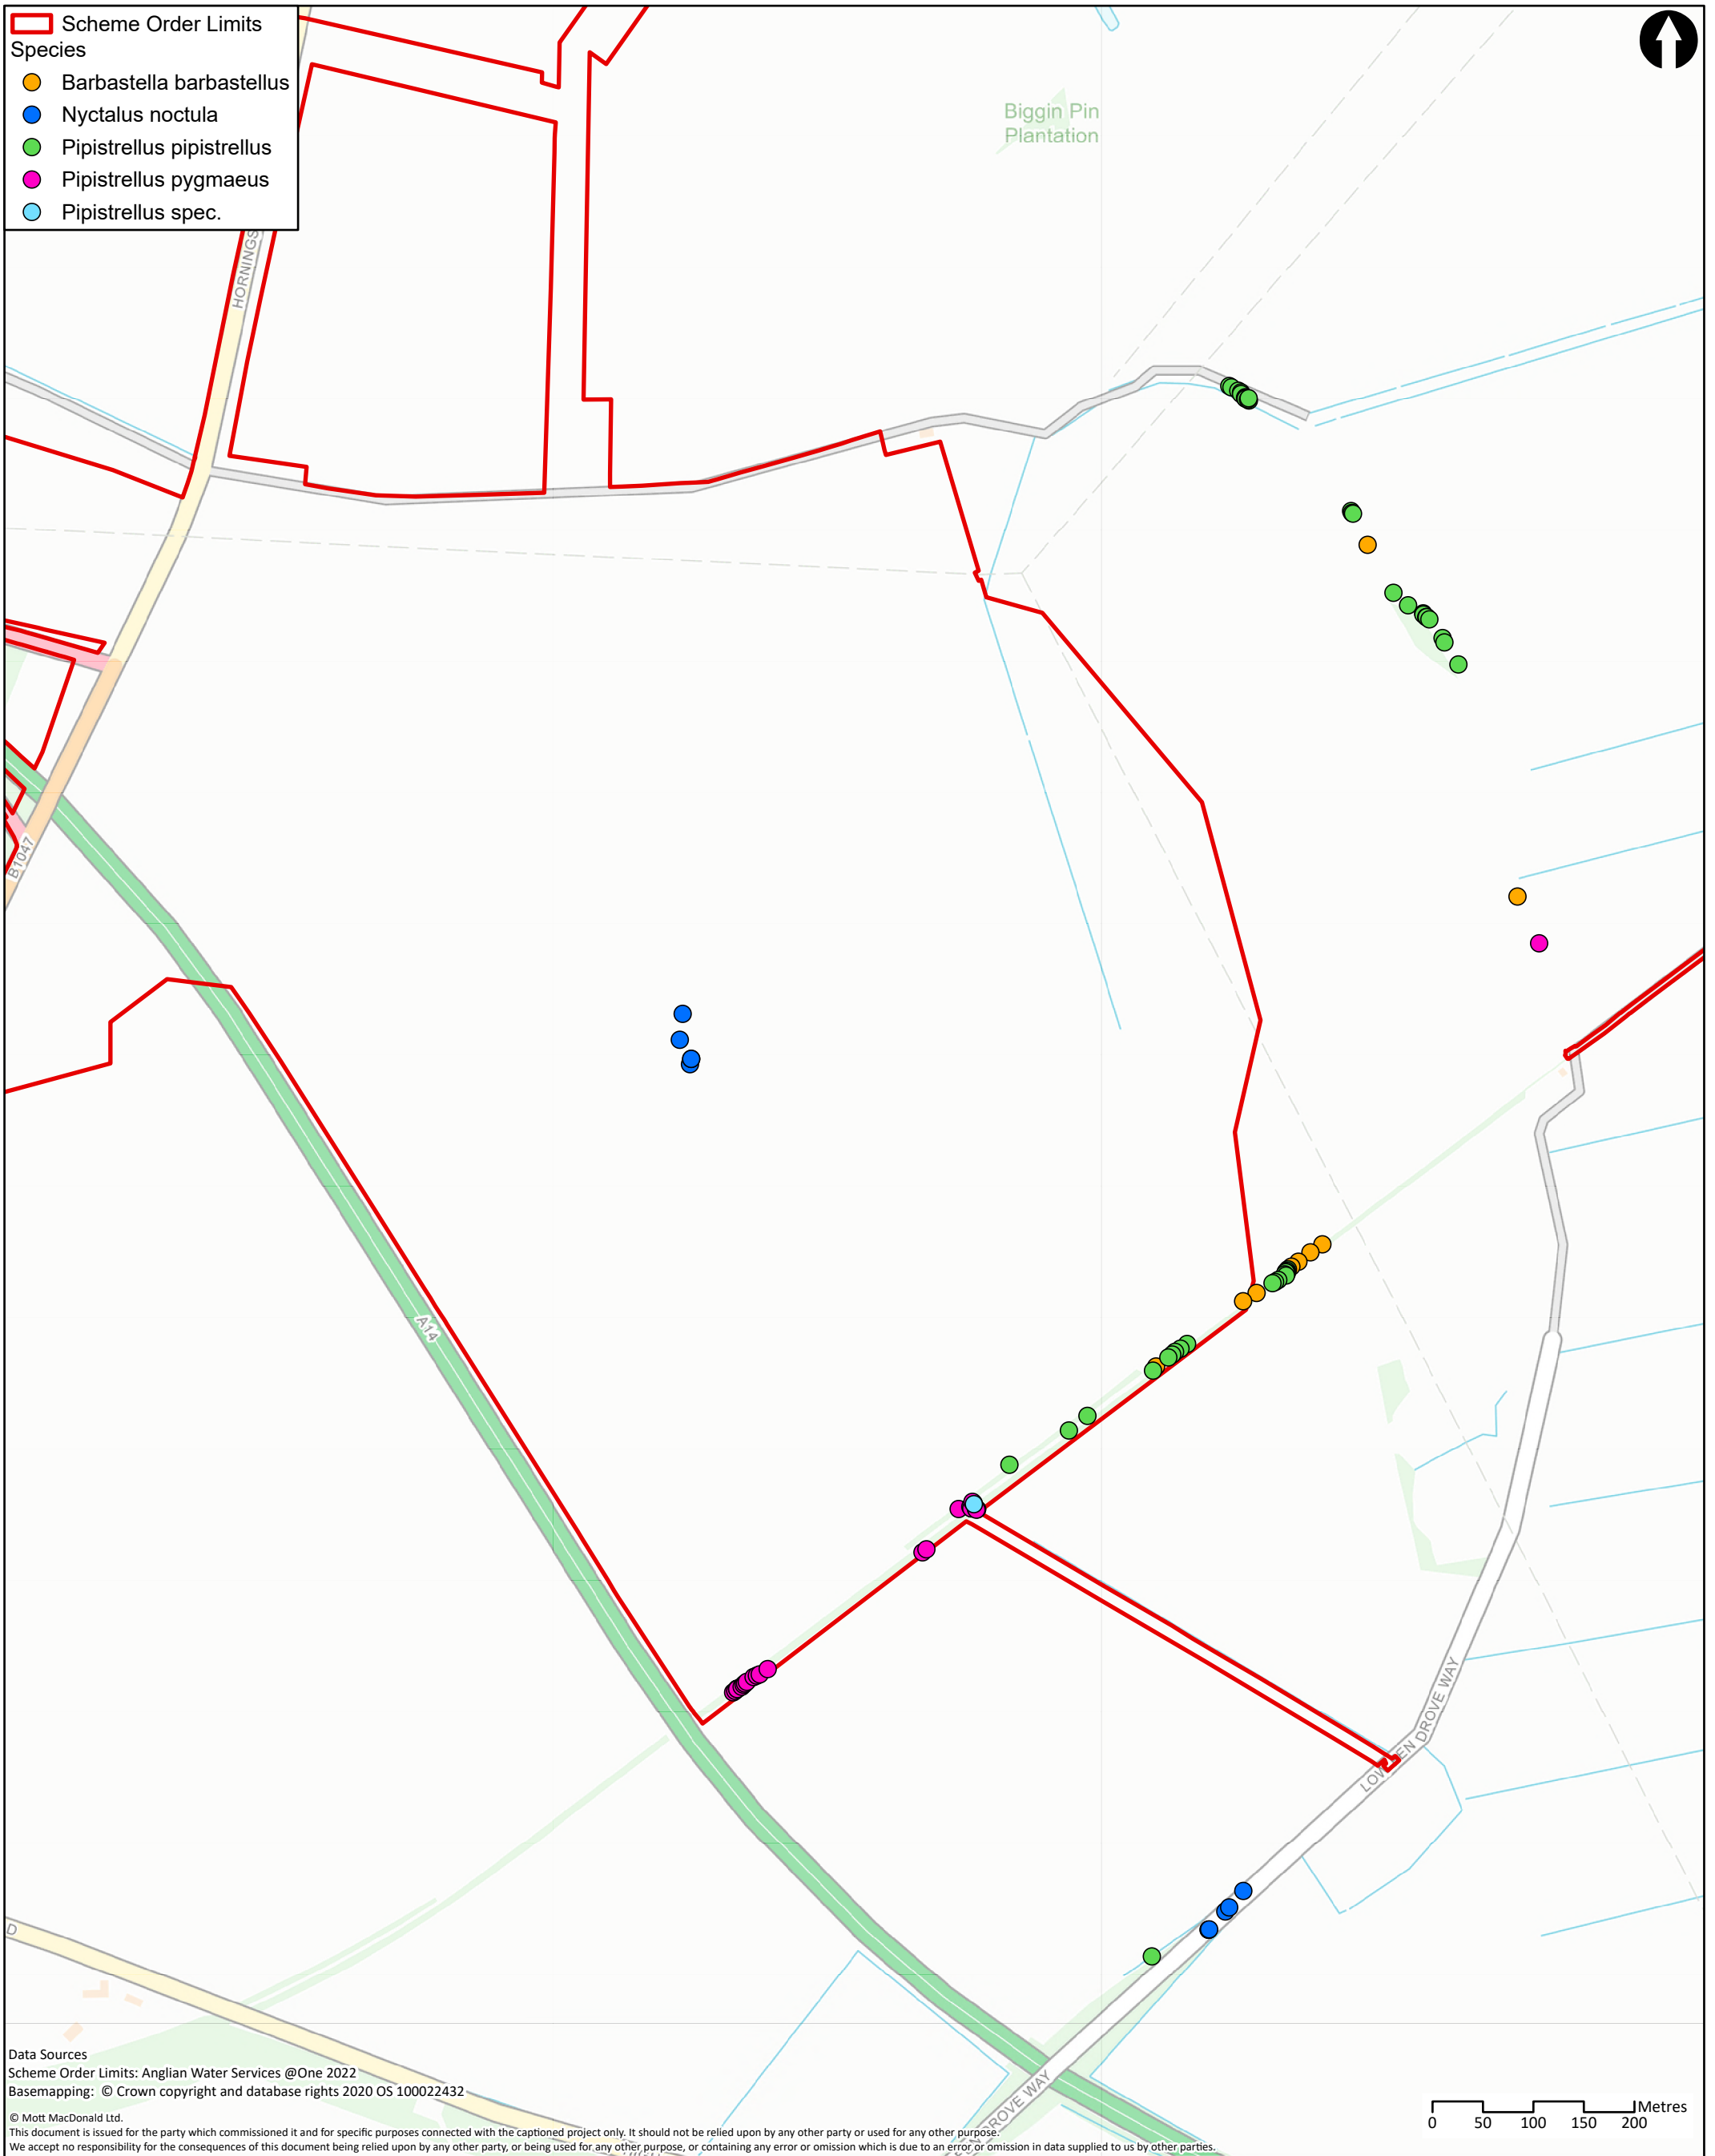 Scheme Order Limits
Species
Barbastella barbastellus
Nyctalus noctula
Pipistrellus pipistrellus
Pipistrellus pygmaeus
Pipistrellus spec.
Biggin Pin
Plantation
HORNINGS
B1047
A14
DROVE WAY
D
DROVE WAY
Data Sources
Scheme Order Limits: Anglian Water Services @One 2022
Basemapping: © Crown copyright and database rights 2020 OS 100022432
© Mott MacDonald Ltd.
This document is issued for the party which commissioned it and for specific purposes connected with the captioned project only. It should not be relied upon by any other party or used for any other purpose.
We accept no responsibility for the consequences of this document being relied upon by any other party, or being used for any other purpose, or containing any error or omission which is due to an error or omission in data supplied to us by other parties.
Metres
0 50 100 150 200